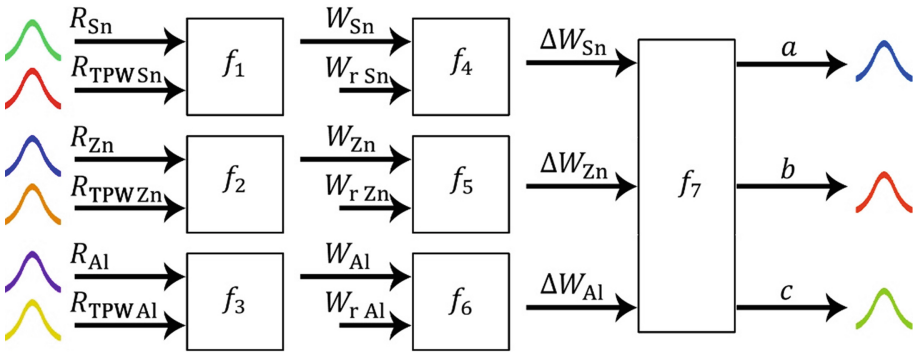 R_Sn W_Sn ΔW_Sn a
R_TPW Sn f_1 W_r Sn f_4
R_Zn W_Zn ΔW_Zn b
R_TPW Zn f_2 W_r Zn f_5 f_7
R_Al W_Al ΔW_Al c
R_TPW Al f_3 W_r Al f_6